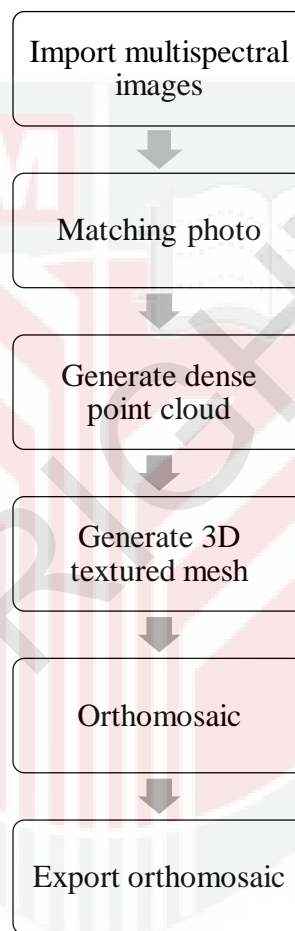 Import multispectral
images
Matching photo
Generate dense
point cloud
Generate 3D
textured mesh
Orthomosaic
Export orthomosaic